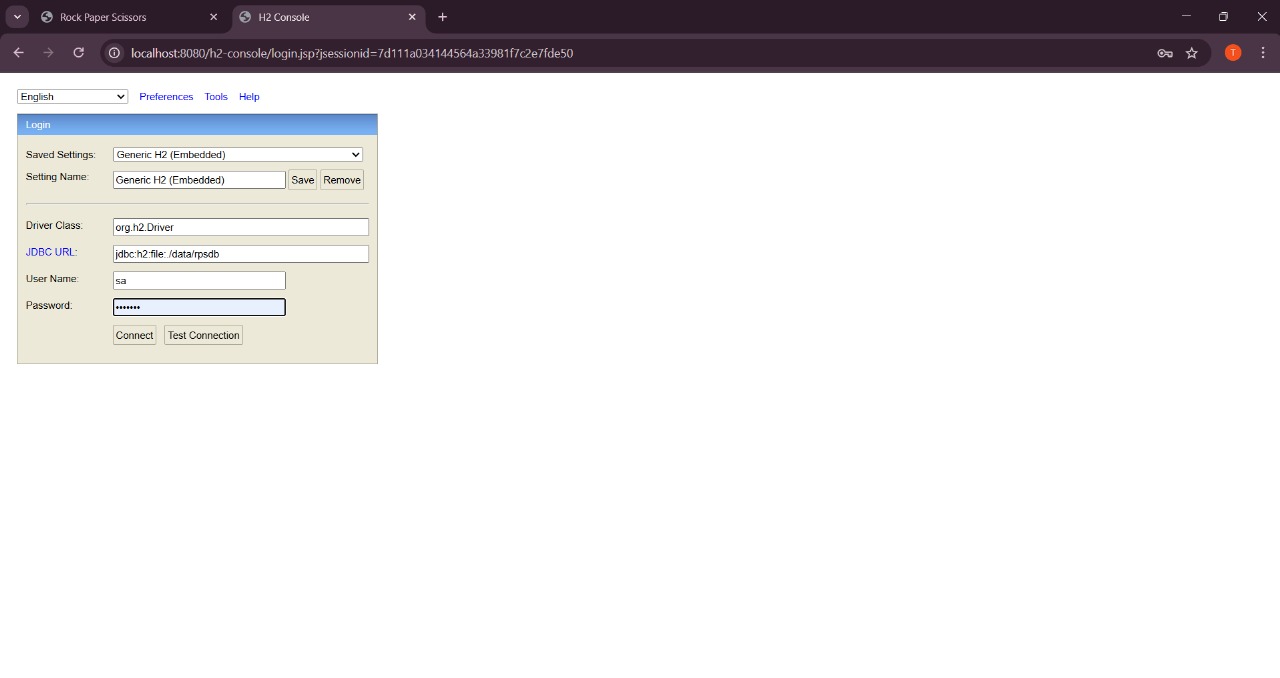 Rock Paper Scissors
H2 Console
localhost:8080/h2-console/login.jsp?jsessionid=7d111a034144564a33981f7c2e7fde50
T
English Preferences Tools Help
Login
Saved Settings: Generic H2 (Embedded)
Setting Name: Generic H2 (Embedded) Save Remove
Driver Class: org.h2.Driver
JDBC URL: jdbc:h2:file:./data/rpsdb
User Name: sa
Password: •••••••
Connect Test Connection